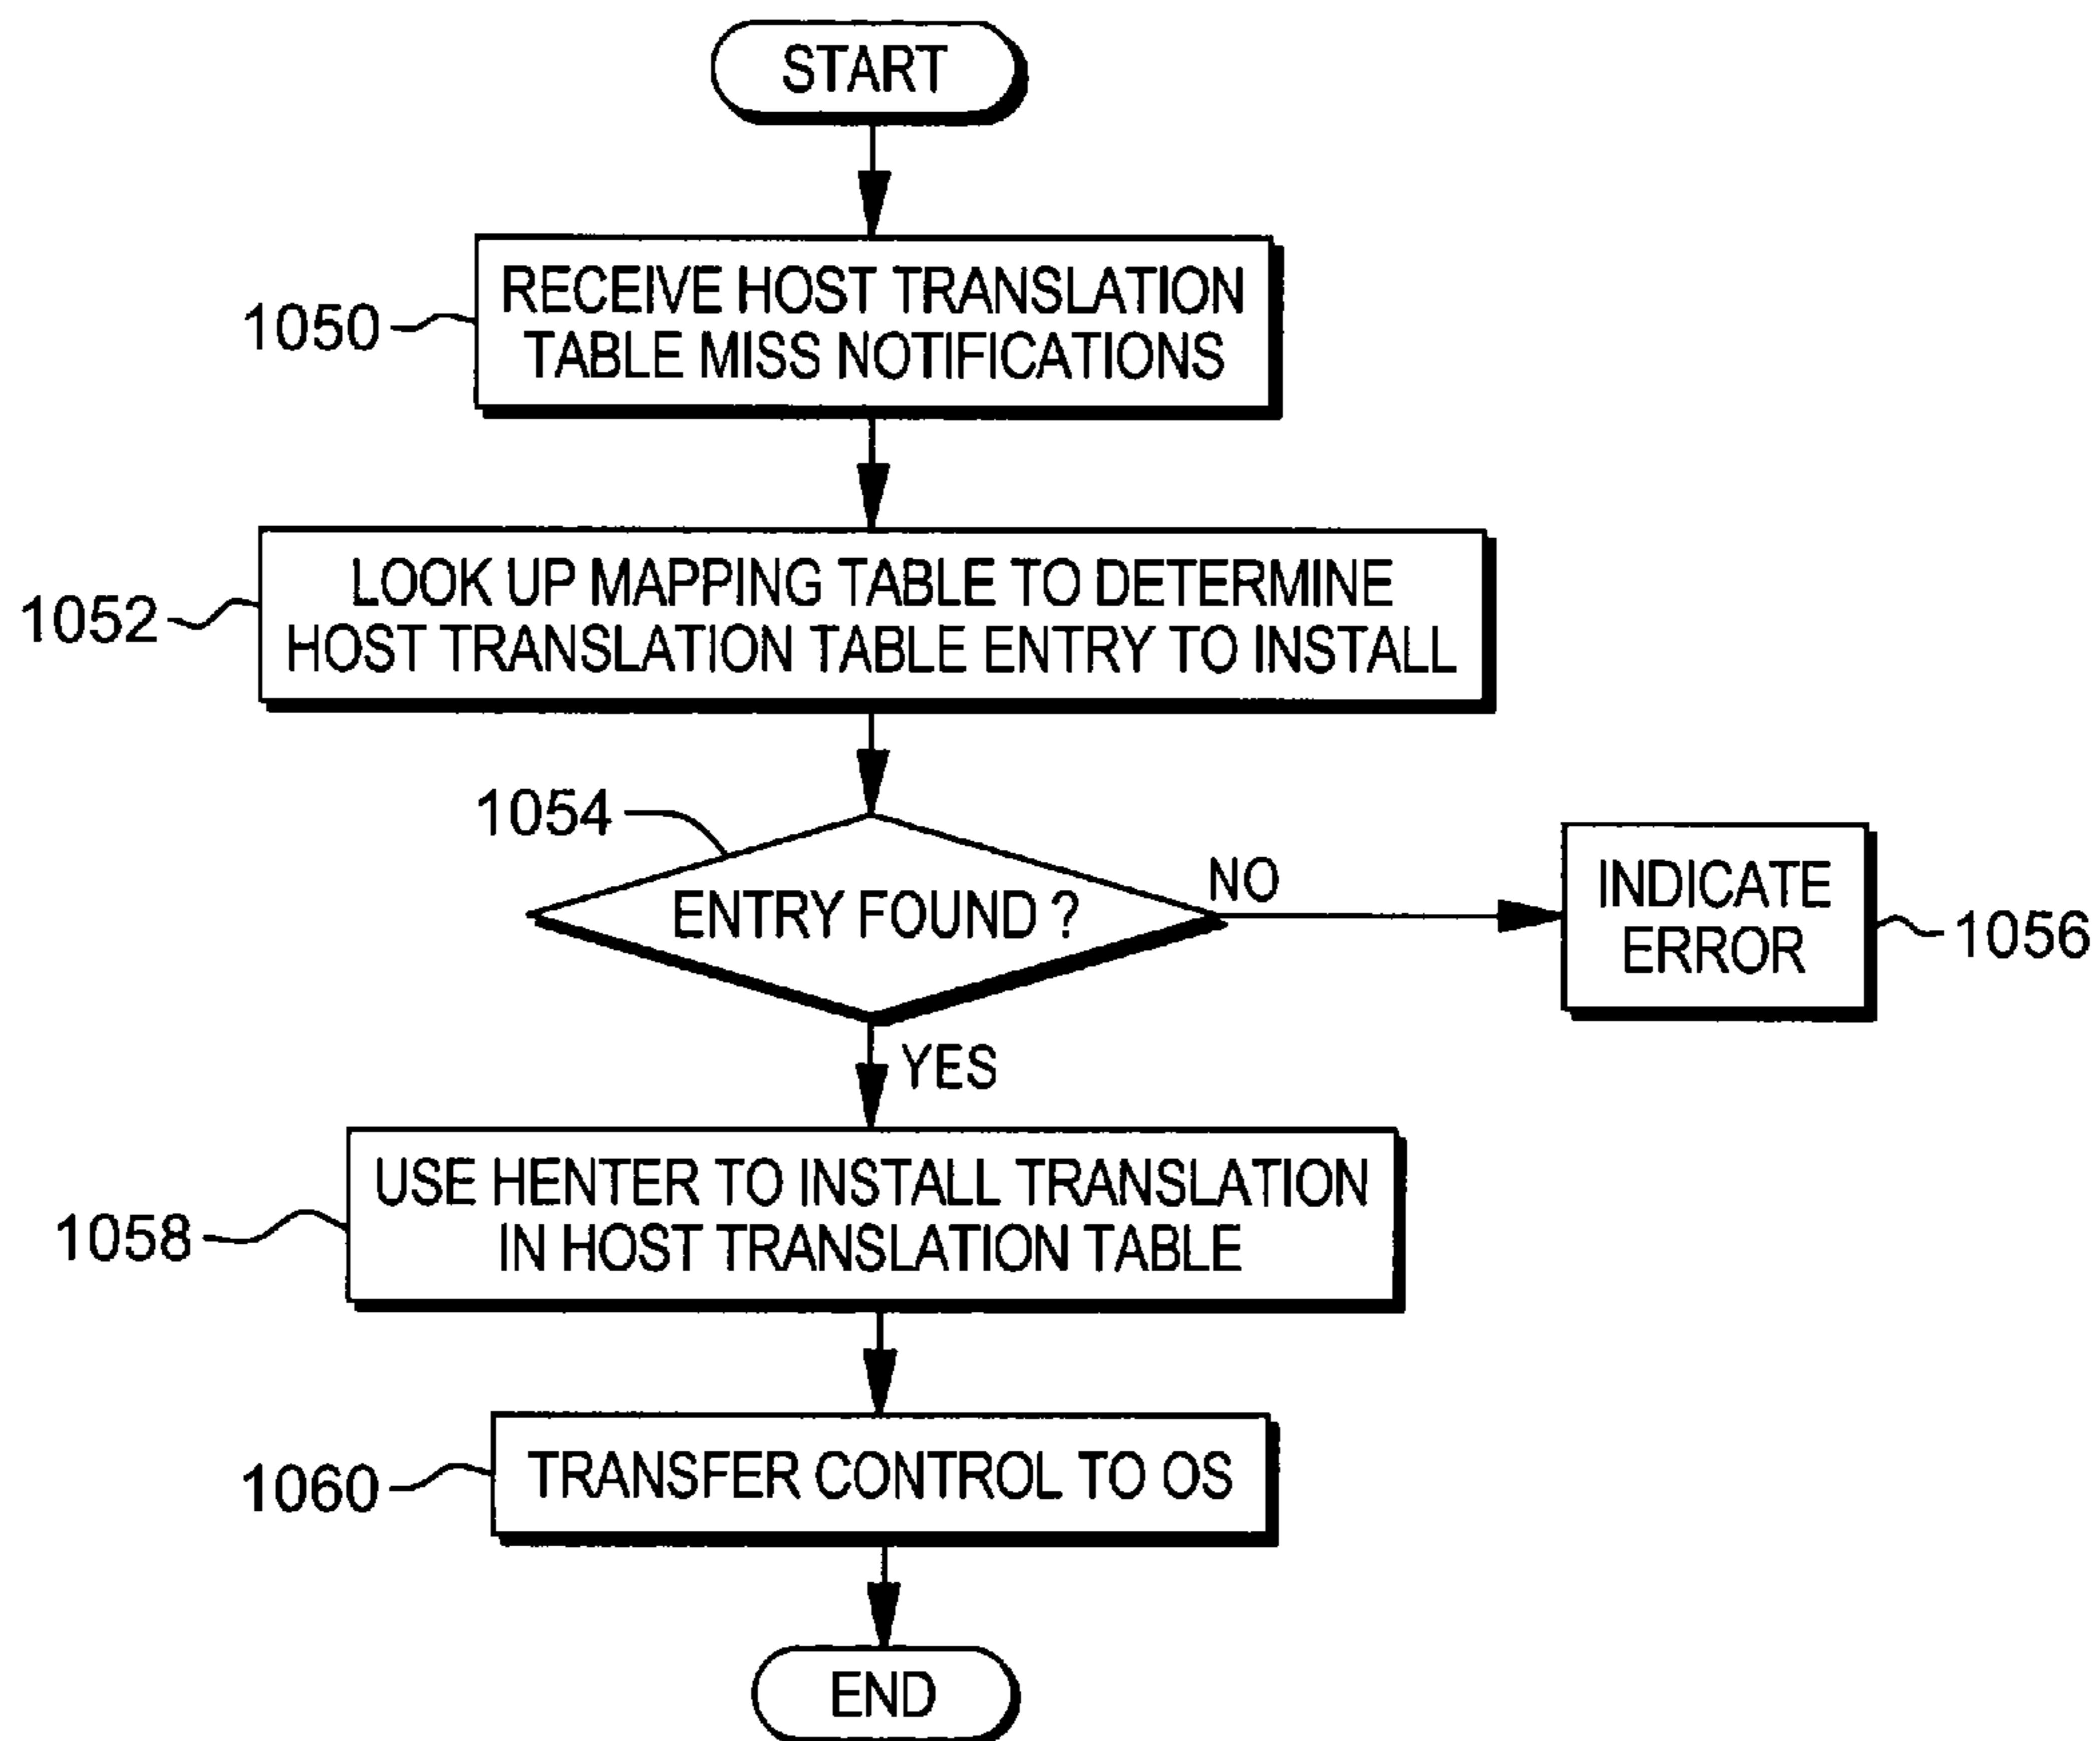 START
1050
RECEIVE HOST TRANSLATION
TABLE MISS NOTIFICATIONS
1052
LOOK UP MAPPING TABLE TO DETERMINE
HOST TRANSLATION TABLE ENTRY TO INSTALL
1054
ENTRY FOUND ?
NO
INDICATE
ERROR
1056
YES
1058
USE HENTER TO INSTALL TRANSLATION
IN HOST TRANSLATION TABLE
1060
TRANSFER CONTROL TO OS
END